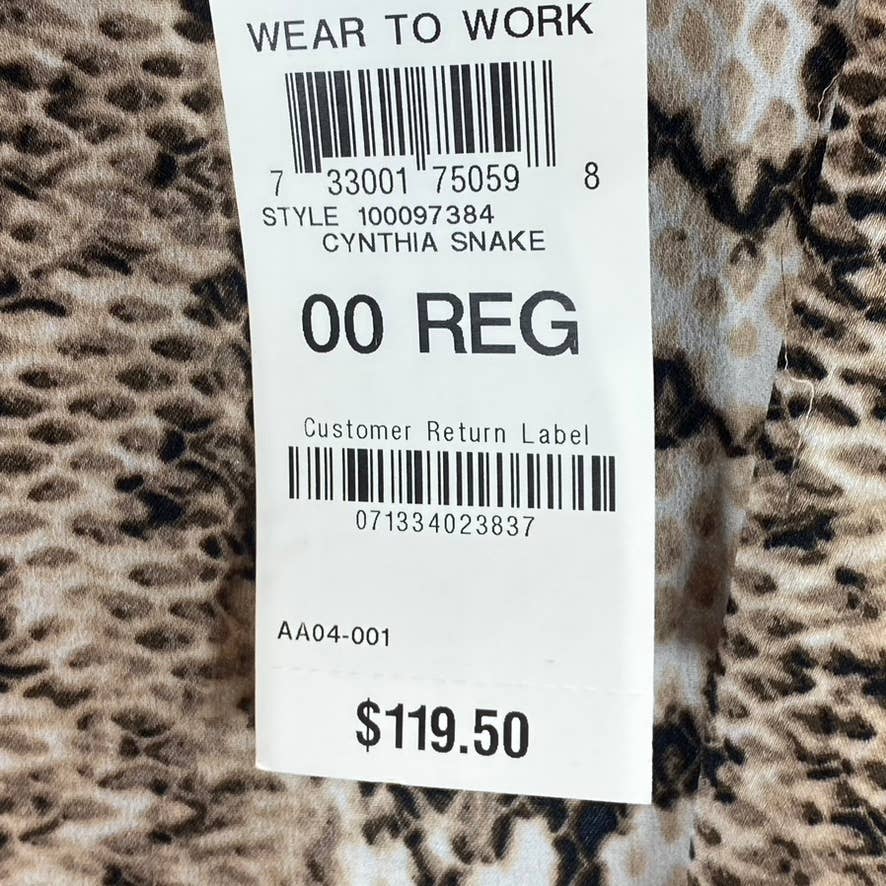 WEAR TO WORK
7 33001 75059 8
STYLE 100097384
CYNTHIA SNAKE
00 REG
Customer Return Label
071334023837
AA04-001
$119.50